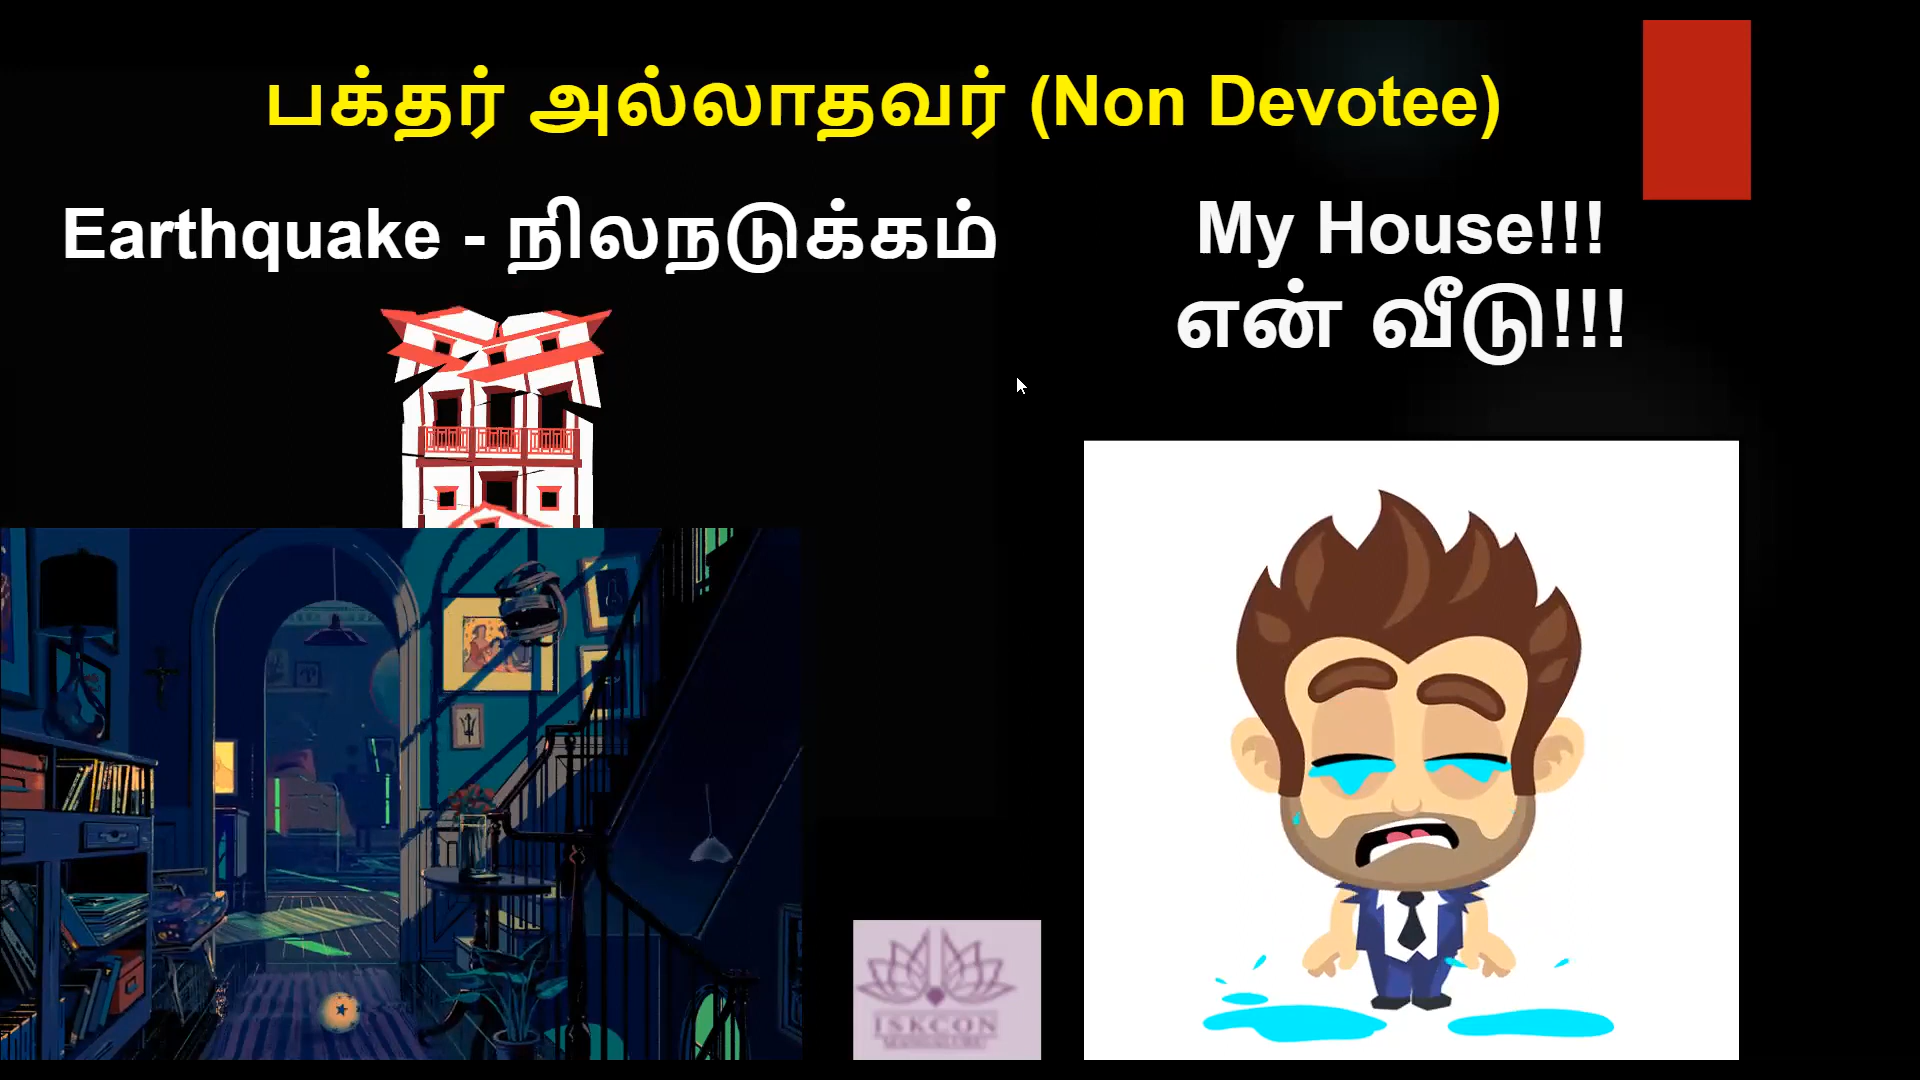 பக்தர் அல்லாதவர் (Non Devotee)
Earthquake - நிலநடுக்கம்
My House!!!
என் வீடு!!!
ISKCON